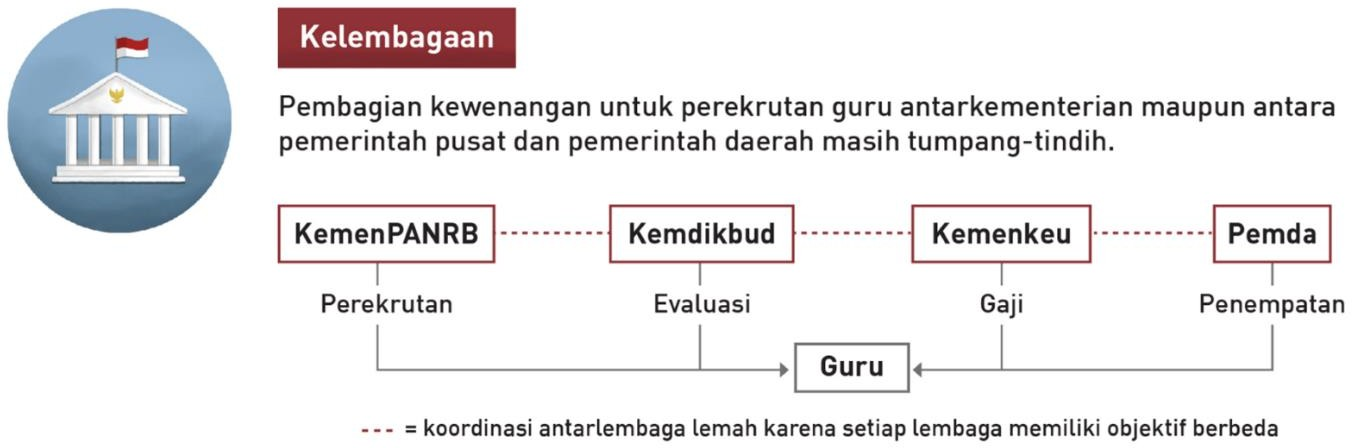 Kelembagaan
Pembagian kewenangan untuk perekrutan guru antarkementerian maupun antara
pemerintah pusat dan pemerintah daerah masih tumpang-tindih.
KemenPANRB Kemdikbud Kemenkeu Pemda
Perekrutan Evaluasi Gaji Penempatan
Guru
--- = koordinasi antarlembaga lemah karena setiap lembaga memiliki objektif berbeda